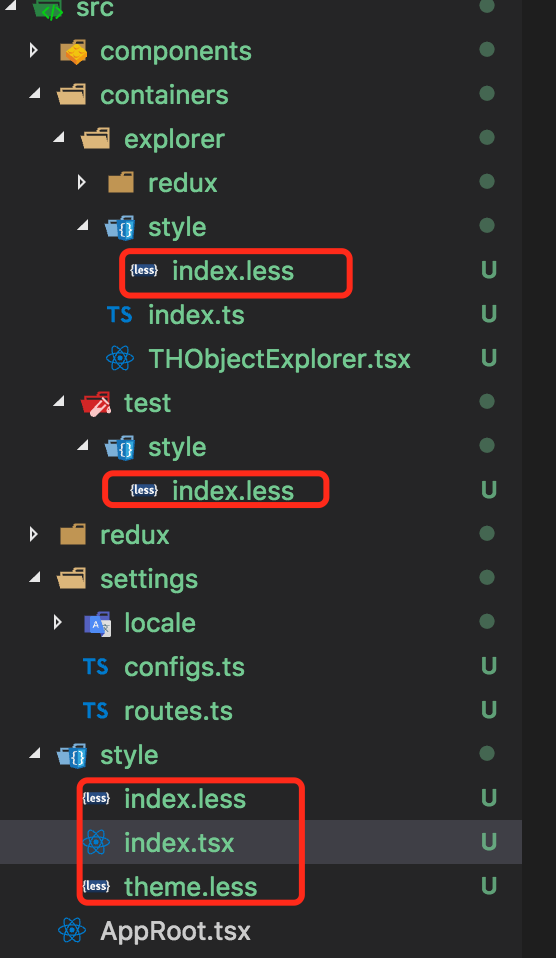 src
components
containers
explorer
redux
style
{less} index.less U
TS index.ts U
THObjectExplorer.tsx U
test
style
{less} index.less U
redux
settings
A 文 locale
TS configs.ts U
TS routes.ts U
style
{less} index.less U
index.tsx U
{less} theme.less U
AppRoot.tsx